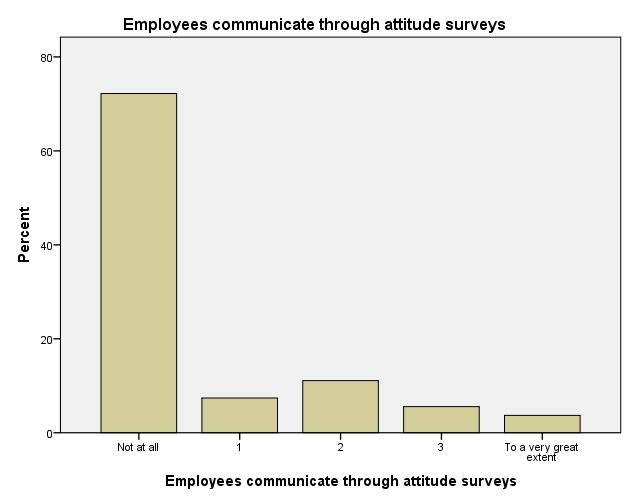 Employees communicate through attitude surveys
80
60
40
20
0
Percent
Not at all
1
2
3
To a very great
extent
Employees communicate through attitude surveys